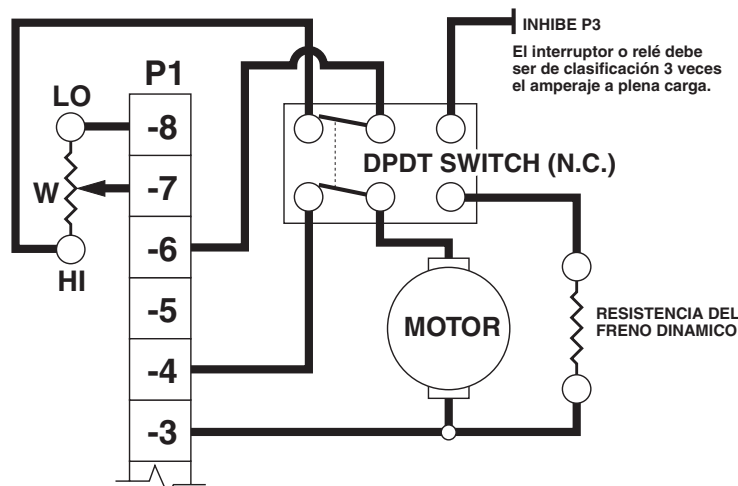 INHIBE P3
El interruptor o relé debe
ser de clasificación 3 veces
el amperaje a plena carga.
P1
LO
-8
DPDT SWITCH (N.C.)
W
-7
-6
HI
-5
MOTOR
RESISTENCIA DEL
FRENO DINAMICO
-4
-3